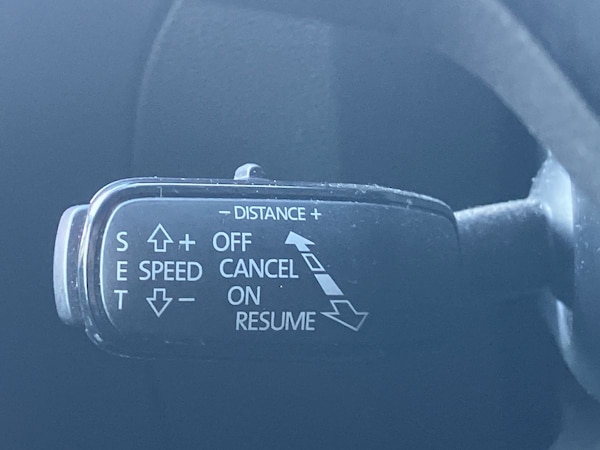 - DISTANCE +
S + OFF
E SPEED CANCEL
T - ON
RESUME